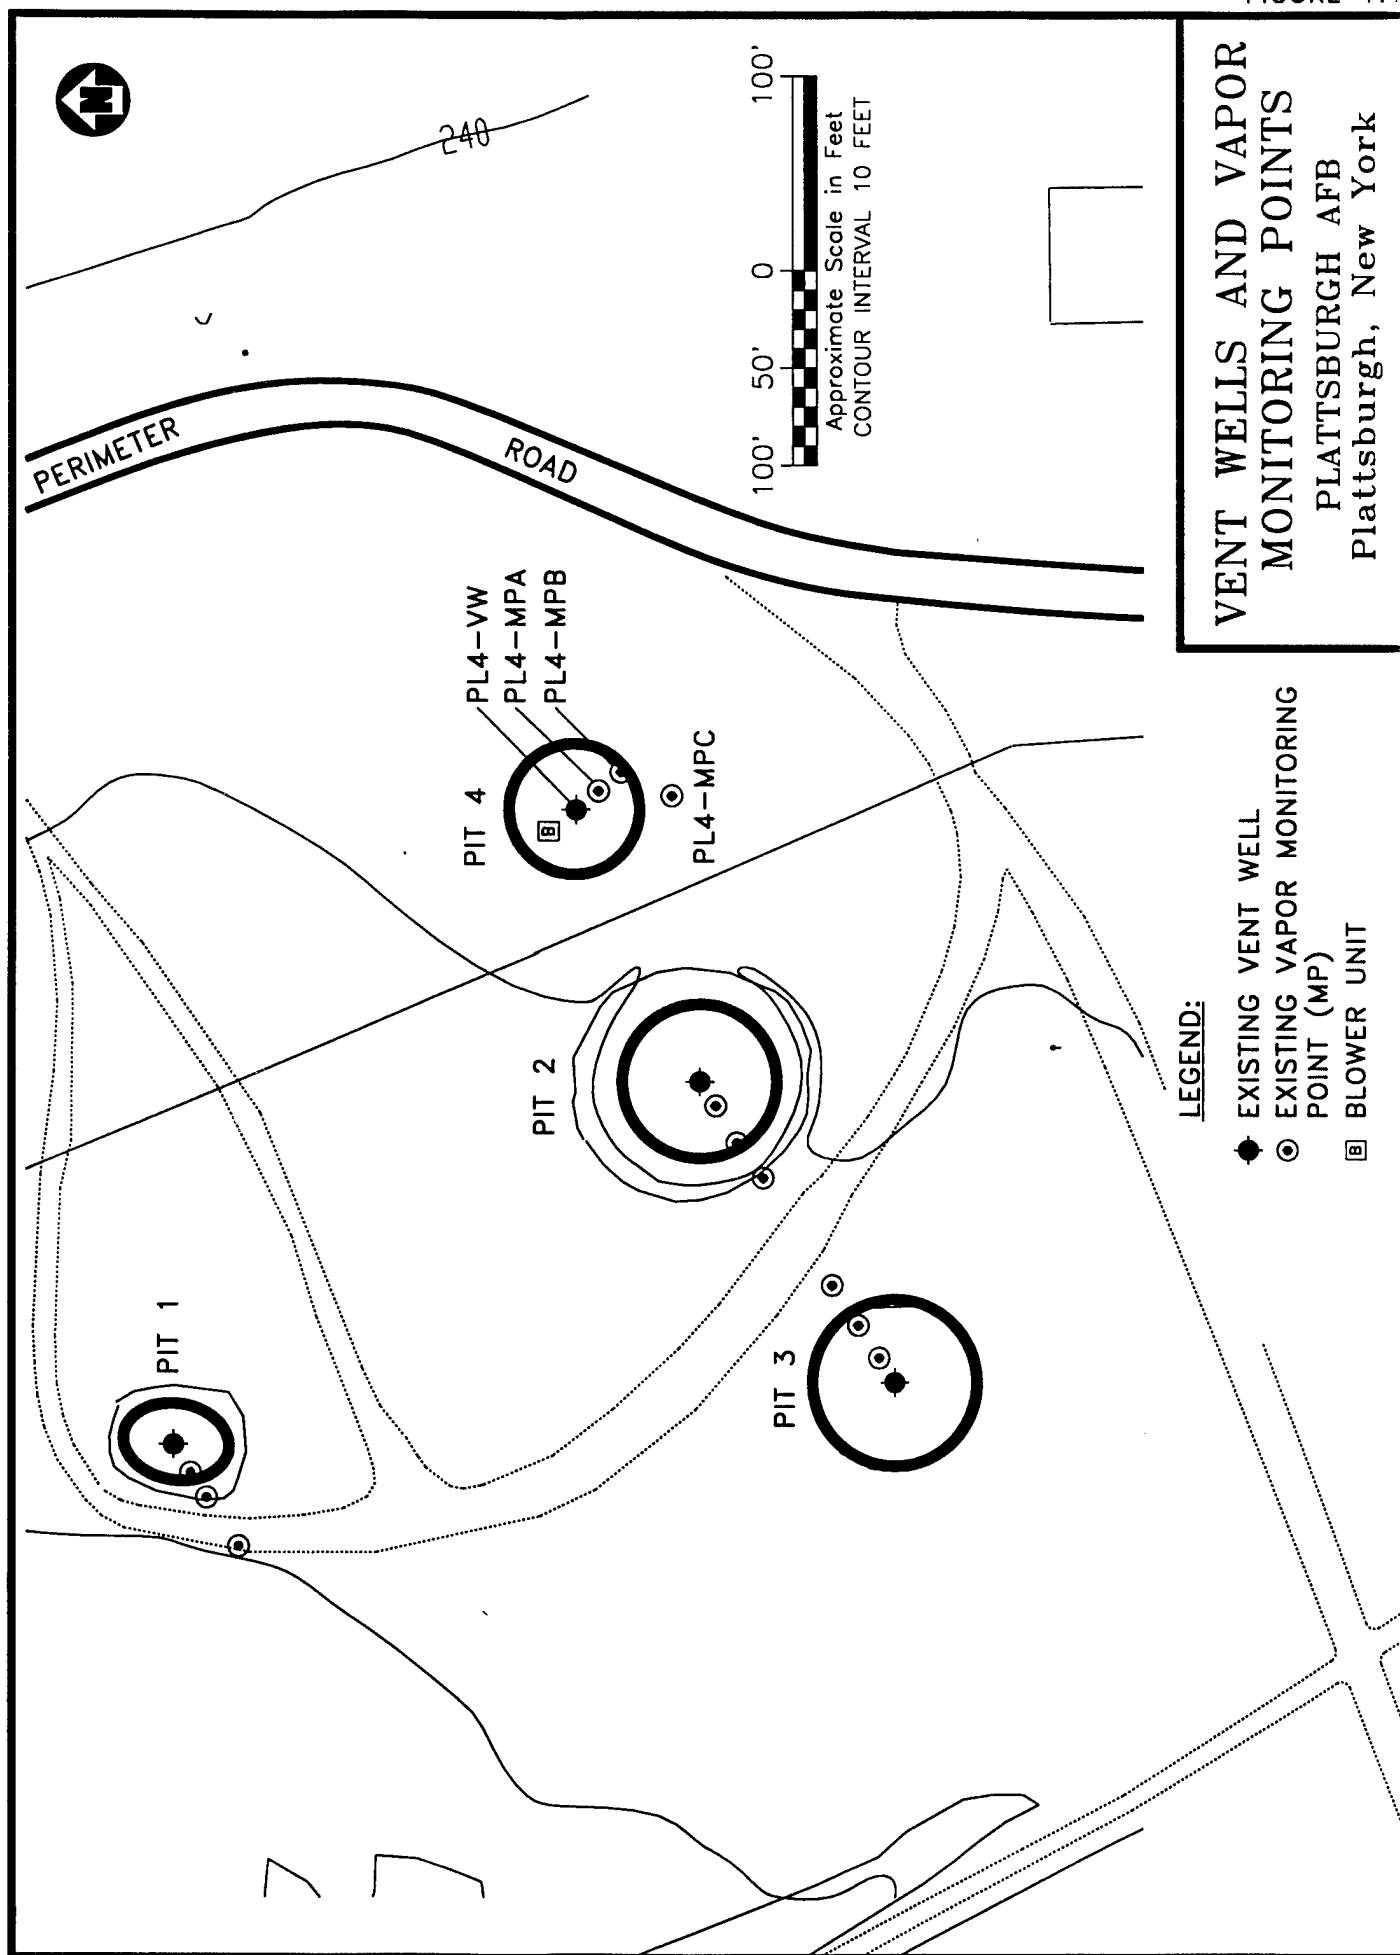 N
240
PERIMETER
ROAD
100' 50' 0 100'
Approximate Scale in Feet
CONTOUR INTERVAL 10 FEET
PIT 1
PIT 2
PIT 3
PIT 4
B
PL4-VW
PL4-MPA
PL4-MPB
PL4-MPC
LEGEND:
EXISTING VENT WELL
EXISTING VAPOR MONITORING
POINT (MP)
B BLOWER UNIT
VENT WELLS AND VAPOR
MONITORING POINTS
PLATTSBURGH AFB
Plattsburgh, New York